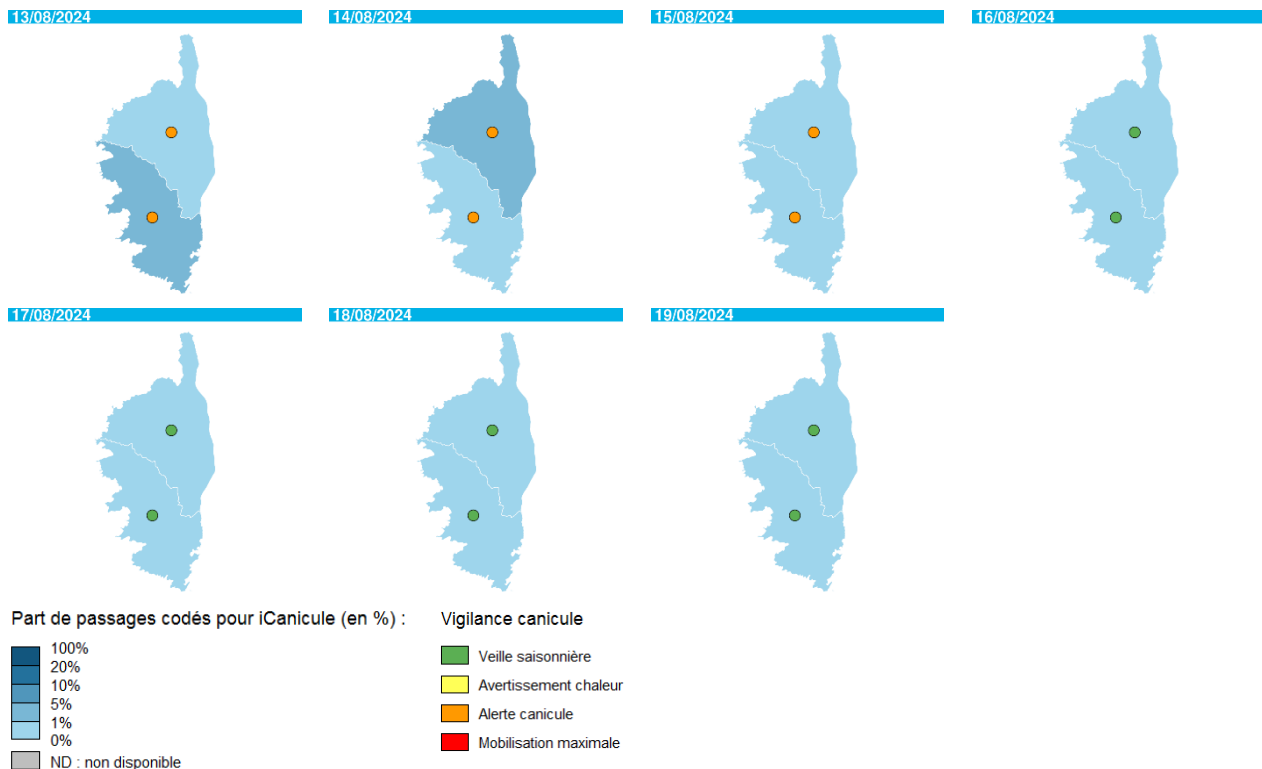 13/08/2024
14/08/2024
15/08/2024
16/08/2024
17/08/2024
18/08/2024
19/08/2024
Part de passages codés pour iCanicule (en %) :
100%
20%
10%
5%
1%
0%
ND : non disponible
Vigilance canicule
Veille saisonnière
Avertissement chaleur
Alerte canicule
Mobilisation maximale